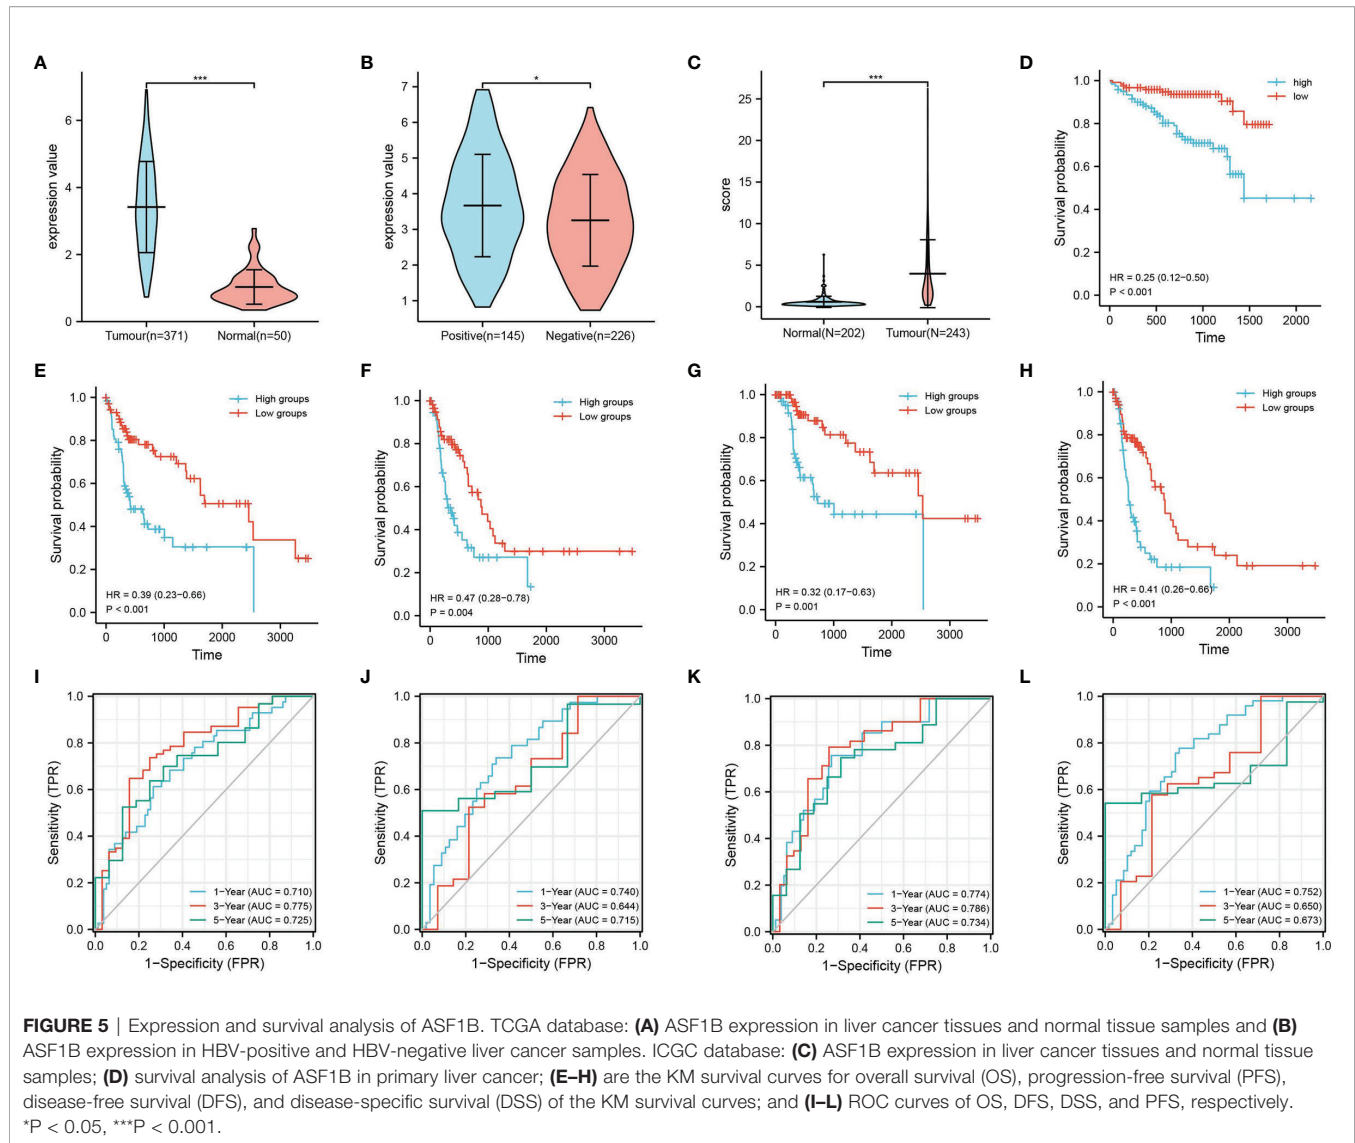 A
***
expression value
6
4
2
0
Tumour(n=371)
Normal(n=50)
B
*
expression value
7
6
5
4
3
2
1
Positive(n=145)
Negative(n=226)
C
***
score
25
20
15
10
5
0
Normal(N=202)
Tumour(N=243)
D
high
low
Survival probability
1.0
0.8
0.6
0.4
0.2
0.0
HR = 0.25 (0.12−0.50)
P < 0.001
0
500
1000
1500
2000
Time
E
High groups
Low groups
Survival probability
1.0
0.8
0.6
0.4
0.2
0.0
HR = 0.39 (0.23−0.66)
P < 0.001
0
1000
2000
3000
Time
F
High groups
Low groups
Survival probability
1.0
0.8
0.6
0.4
0.2
0.0
HR = 0.47 (0.28−0.78)
P = 0.004
0
1000
2000
3000
Time
G
High groups
Low groups
Survival probability
1.0
0.8
0.6
0.4
0.2
0.0
HR = 0.32 (0.17−0.63)
P = 0.001
0
1000
2000
3000
Time
H
High groups
Low groups
Survival probability
1.0
0.8
0.6
0.4
0.2
0.0
HR = 0.41 (0.26−0.66)
P < 0.001
0
1000
2000
3000
Time
I
Sensitivity (TPR)
1.0
0.8
0.6
0.4
0.2
0.0
1-Year (AUC = 0.710)
3-Year (AUC = 0.775)
5-Year (AUC = 0.725)
0.0 0.2 0.4 0.6 0.8 1.0
1−Specificity (FPR)
J
Sensitivity (TPR)
1.0
0.8
0.6
0.4
0.2
0.0
1-Year (AUC = 0.740)
3-Year (AUC = 0.644)
5-Year (AUC = 0.715)
0.0 0.2 0.4 0.6 0.8 1.0
1−Specificity (FPR)
K
Sensitivity (TPR)
1.0
0.8
0.6
0.4
0.2
0.0
1-Year (AUC = 0.774)
3-Year (AUC = 0.786)
5-Year (AUC = 0.734)
0.0 0.2 0.4 0.6 0.8 1.0
1−Specificity (FPR)
L
Sensitivity (TPR)
1.0
0.8
0.6
0.4
0.2
0.0
1-Year (AUC = 0.752)
3-Year (AUC = 0.650)
5-Year (AUC = 0.673)
0.0 0.2 0.4 0.6 0.8 1.0
1−Specificity (FPR)
FIGURE 5 | Expression and survival analysis of ASF1B. TCGA database: (A) ASF1B expression in liver cancer tissues and normal tissue samples and (B)
ASF1B expression in HBV-positive and HBV-negative liver cancer samples. ICGC database: (C) ASF1B expression in liver cancer tissues and normal tissue
samples; (D) survival analysis of ASF1B in primary liver cancer; (E–H) are the KM survival curves for overall survival (OS), progression-free survival (PFS),
disease-free survival (DFS), and disease-specific survival (DSS) of the KM survival curves; and (I–L) ROC curves of OS, DFS, DSS, and PFS, respectively.
*P < 0.05, ***P < 0.001.